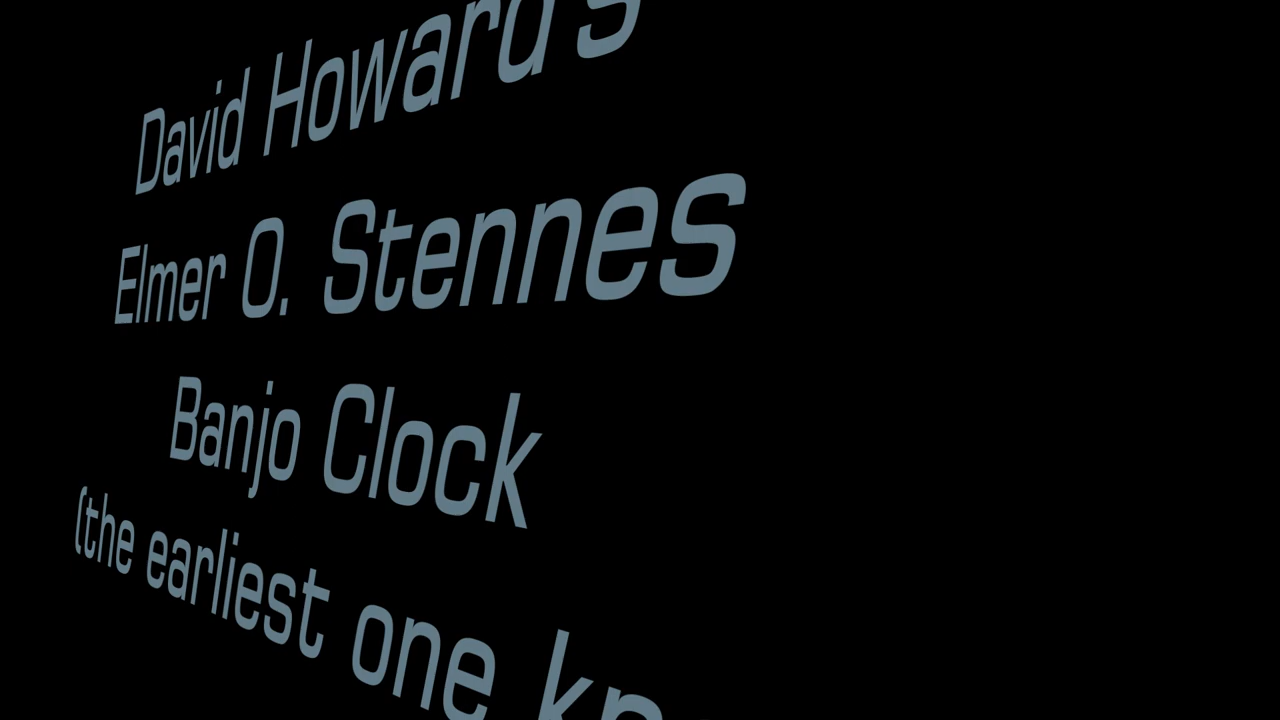 David Howard's
Elmer O. Stennes
Banjo Clock
(the earliest one